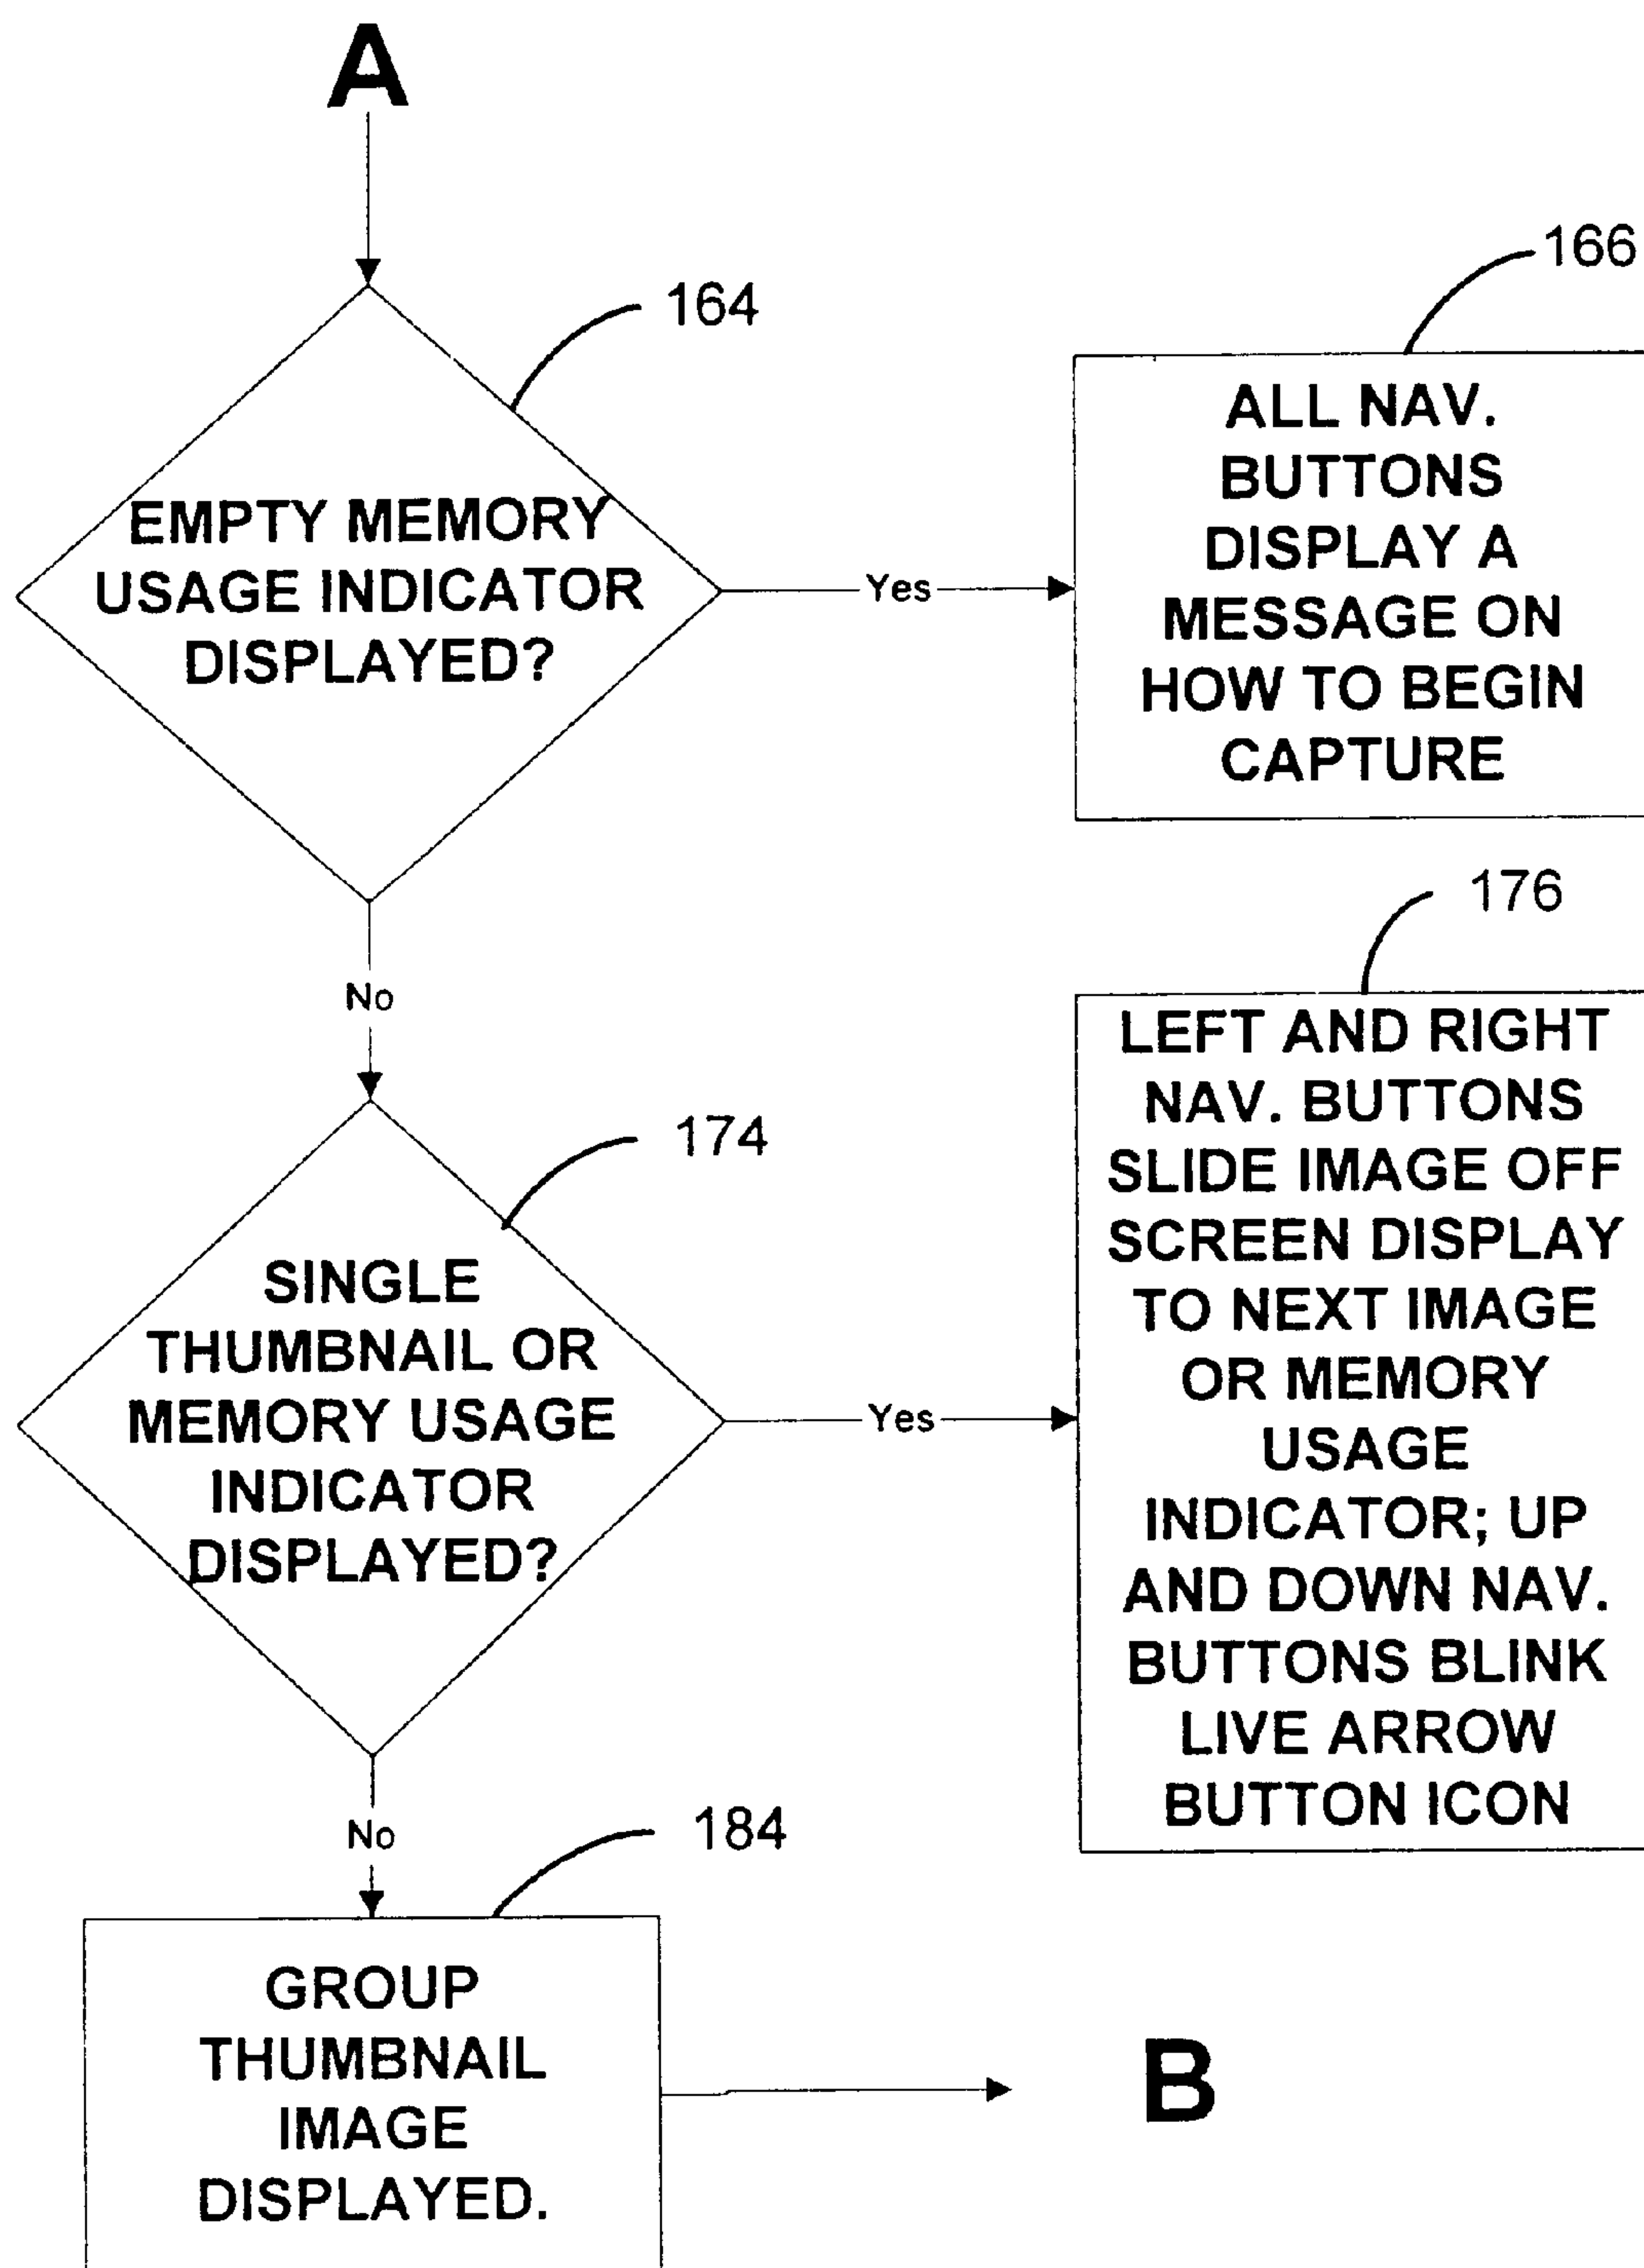 A
164
EMPTY MEMORY
USAGE INDICATOR
DISPLAYED?
Yes
166
ALL NAV.
BUTTONS
DISPLAY A
MESSAGE ON
HOW TO BEGIN
CAPTURE
No
174
SINGLE
THUMBNAIL OR
MEMORY USAGE
INDICATOR
DISPLAYED?
Yes
176
LEFT AND RIGHT
NAV. BUTTONS
SLIDE IMAGE OFF
SCREEN DISPLAY
TO NEXT IMAGE
OR MEMORY
USAGE
INDICATOR; UP
AND DOWN NAV.
BUTTONS BLINK
LIVE ARROW
BUTTON ICON
No
184
GROUP
THUMBNAIL
IMAGE
DISPLAYED.
B